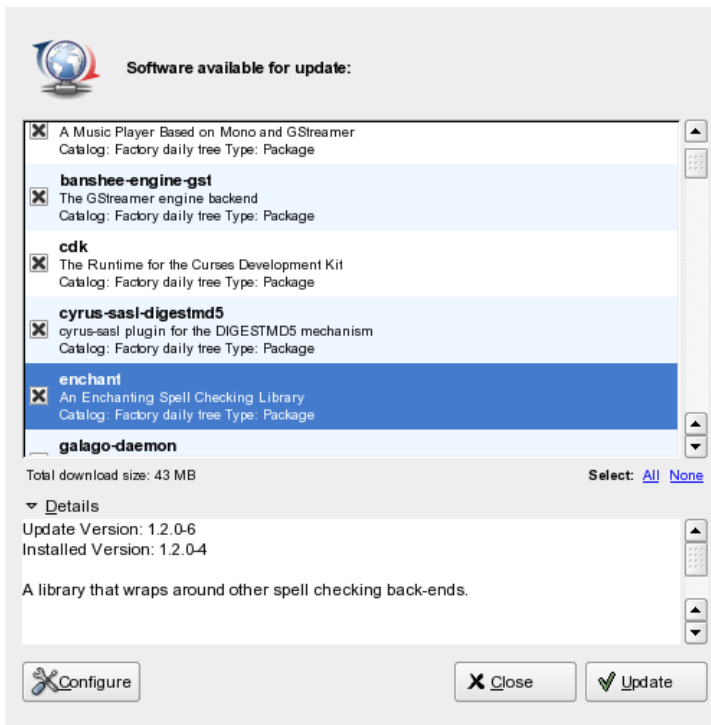 Software available for update:
A Music Player Based on Mono and GStreamer
Catalog: Factory daily tree Type: Package
banshee-engine-gst
The GStreamer engine backend
Catalog: Factory daily tree Type: Package
cdk
The Runtime for the Curses Development Kit
Catalog: Factory daily tree Type: Package
cyrus-sasl-digestmd5
cyrus-sasl plugin for the DIGESTMD5 mechanism
Catalog: Factory daily tree Type: Package
enchant
An Enchanting Spell Checking Library
Catalog: Factory daily tree Type: Package
galago-daemon
Total download size: 43 MB Select: All None
Details
Update Version: 1.2.0-6
Installed Version: 1.2.0-4
A library that wraps around other spell checking back-ends.
Configure Close Update